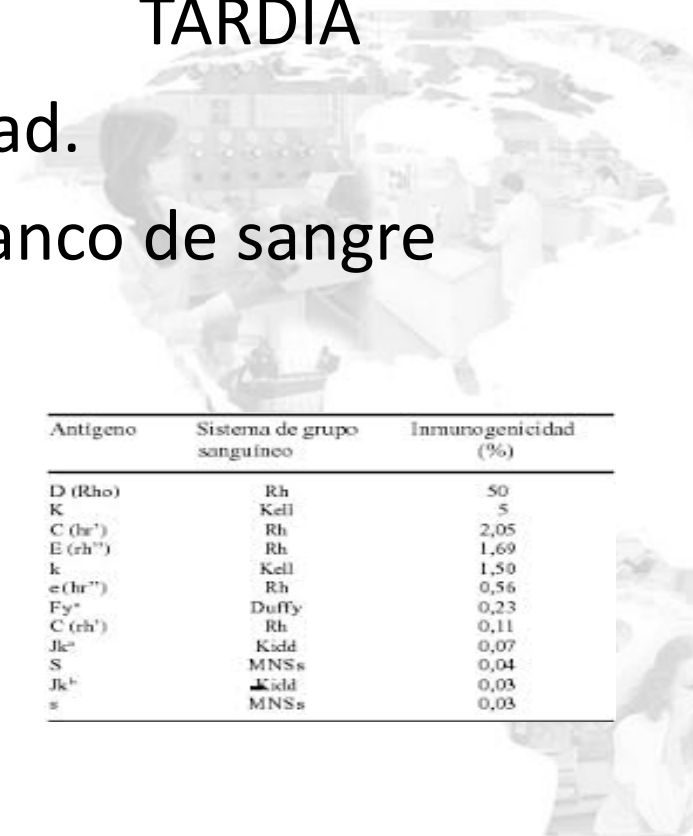 TARDÍA
ad.
anco de sangre
Antígeno Sistema de grupo sanguíneo Inmunogenicidad (%)
D (Rho) Rh 50
K Kell 5
C (hr’) Rh 2,05
E (rh”) Rh 1,69
k Kell 1,50
e (hr”) Rh 0,56
Fyª Duffy 0,23
C (rh’) Rh 0,11
Jkª Kidd 0,07
S MNSs 0,04
Jkᵇ Kidd 0,03
s MNSs 0,03